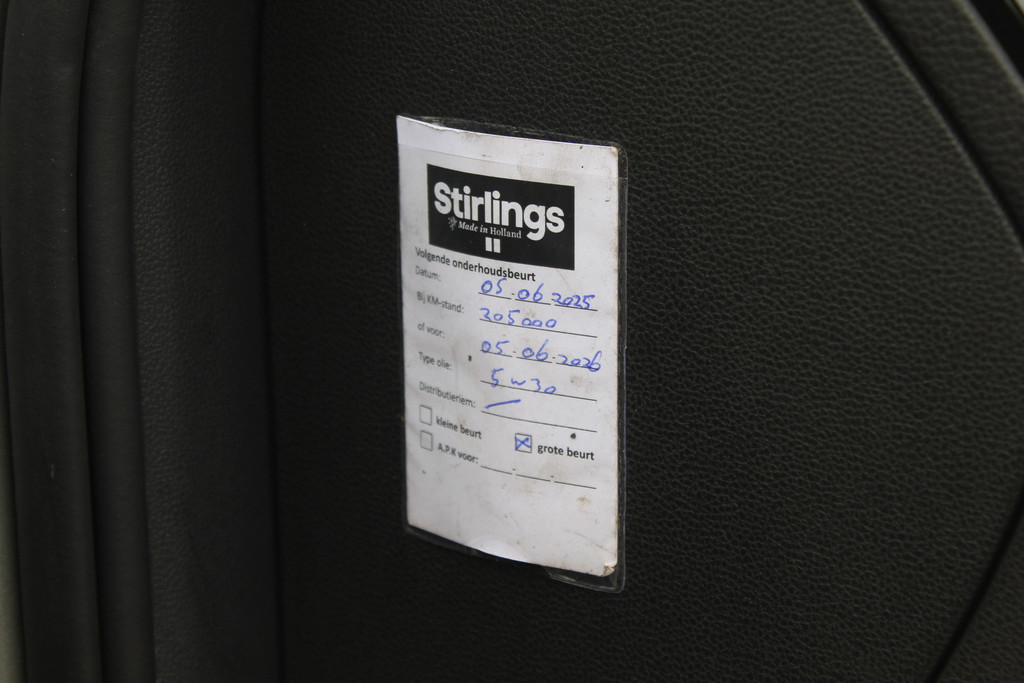 Stirlings
Made in Holland
Volgende onderhoudsbeurt
Datum: 05-06-2025
Bij KM-stand: 305000
of voor: 05-06-2026
Type olie: 5w30
Distributieriem: —
kleine beurt grote beurt
A.P.K voor: